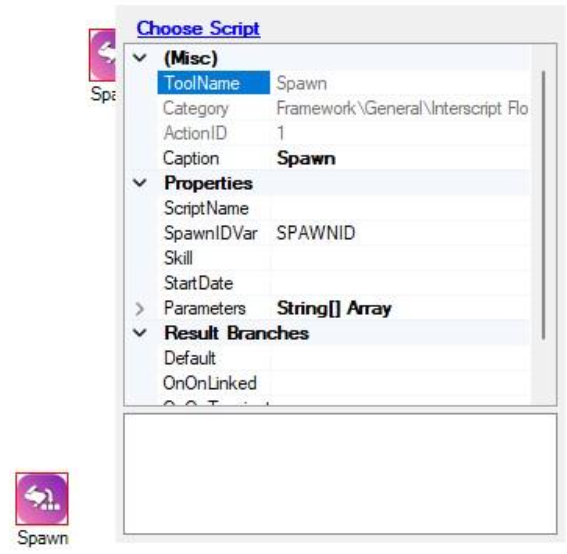 Choose Script
(Misc)
ToolName Spawn
Category Framework\General\Interscript Flo
ActionID 1
Caption Spawn
Properties
ScriptName
SpawnIDVar SPAWNID
Skill
StartDate
Parameters String[] Array
Result Branches
Default
OnOnLinked
Spa
Spawn